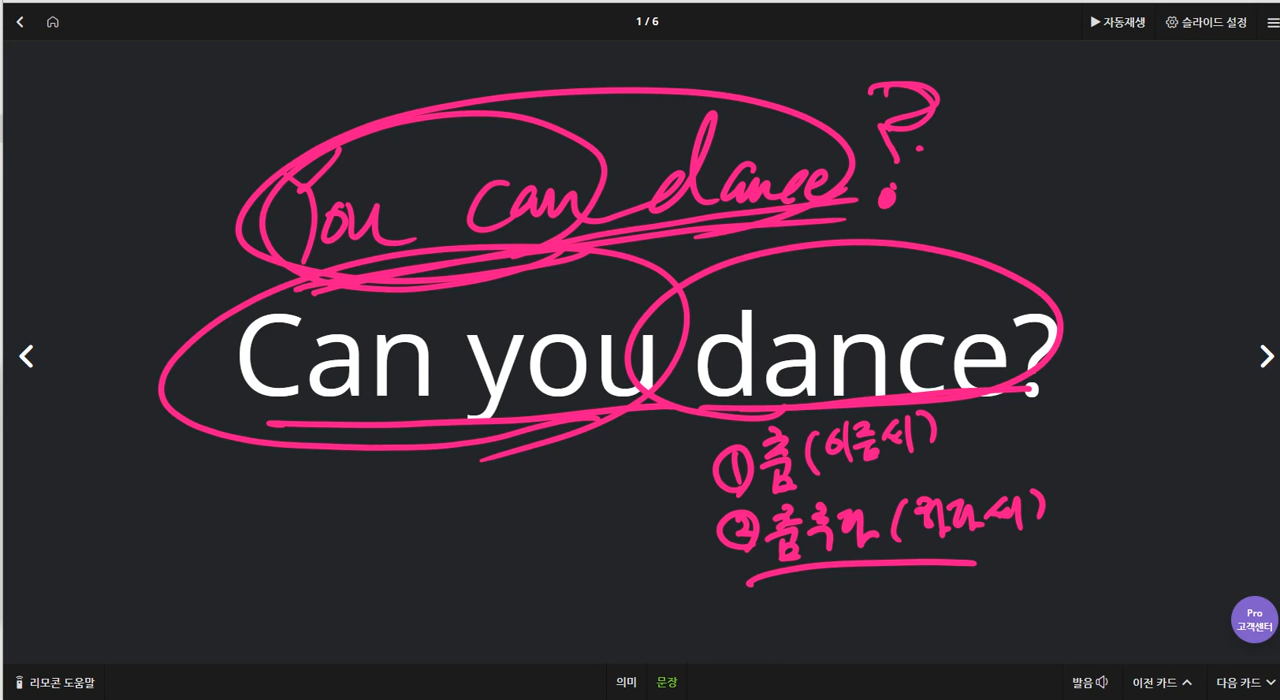 1 / 6
자동재생
슬라이드 설정
You can dance?
Can you dance?
① 춤 (이름씨)
② 춤추다 (움직씨)
Pro
고객센터
리모콘 도움말
의미
문장
발음
이전 카드
다음 카드